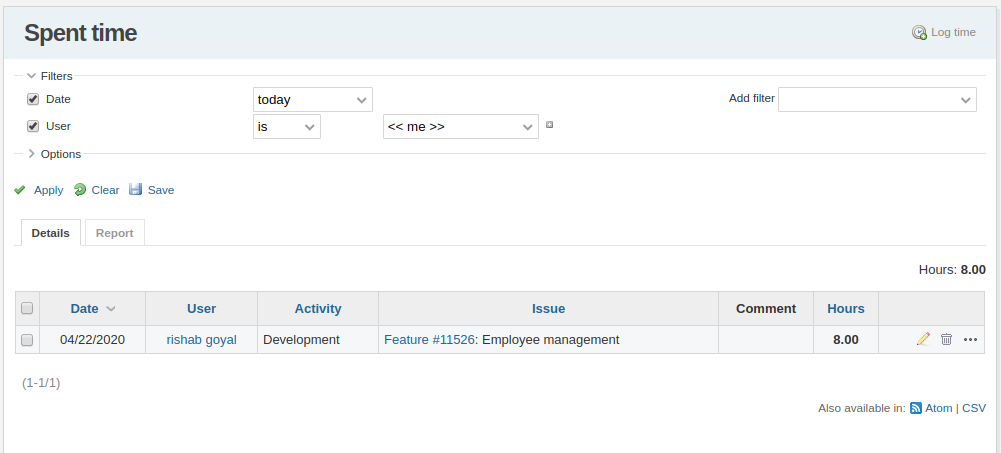 Spent time
Log time
Filters
Date today Add filter
User is << me >>
Options
Apply Clear Save
Details Report
Hours: 8.00
Date User Activity Issue Comment Hours
04/22/2020 rishab goyal Development Feature #11526: Employee management 8.00
(1-1/1)
Also available in: Atom | CSV